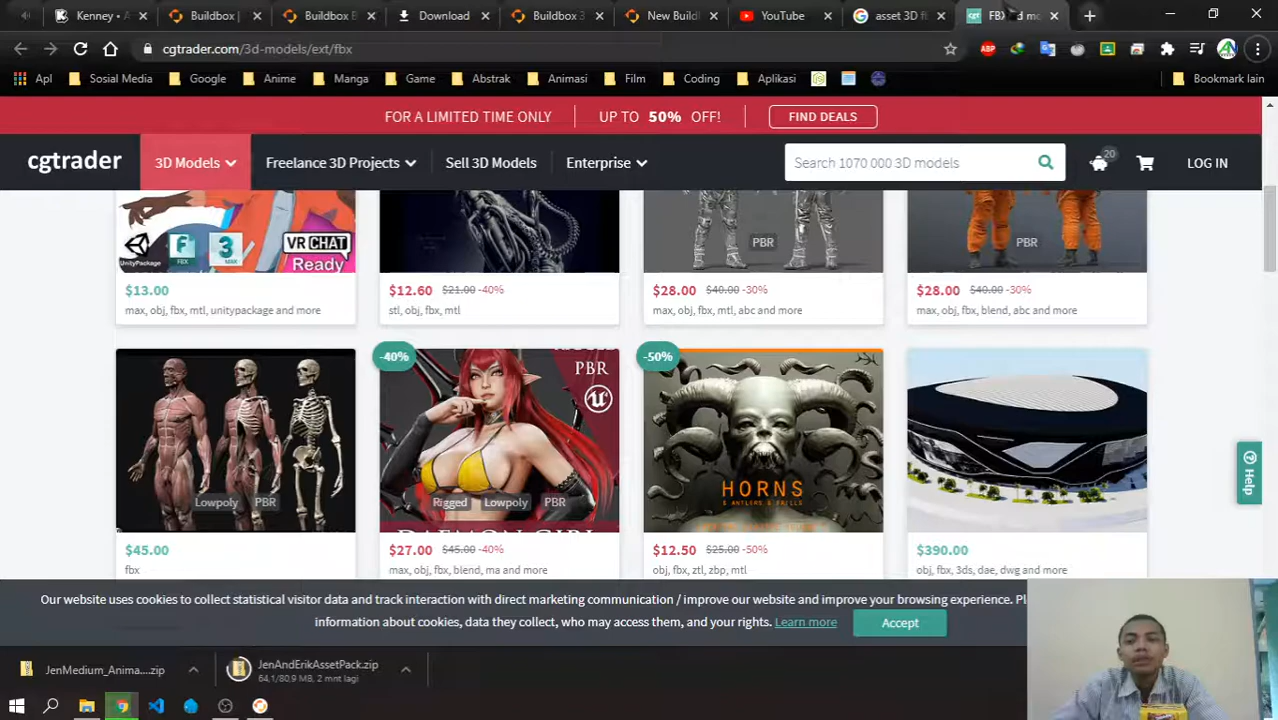 Kenney • A
Buildbox |
Buildbox B
Download
Buildbox 3
New Build
YouTube
asset 3D fl
cgtrader.com/3d-models/ext/fbx
Apl
Sosial Media
Google
Anime
Manga
Game
Abstrak
Animasi
Film
Coding
Aplikasi
Bookmark lain
FOR A LIMITED TIME ONLY
UP TO 50% OFF!
FIND DEALS
cgtrader
3D Models
Freelance 3D Projects
Sell 3D Models
Enterprise
Search 1070 000 3D models
20
LOG IN
UnityPackage
FBX
3
MAX
VR CHAT
Ready
PBR
PBR
$13.00
max, obj, fbx, mtl, unitypackage and more
$12.60 $21.00 -40%
stl, obj, fbx, mtl
$28.00 $40.00 -30%
max, obj, fbx, mtl, abc and more
$28.00 $40.00 -30%
max, obj, fbx, blend, abc and more
Lowpoly
PBR
-40%
PBR
Rigged
Lowpoly
PBR
-50%
HORNS
$45.00
fbx
$27.00 $45.00 -40%
max, obj, fbx, blend, ma and more
$12.50 $25.00 -50%
obj, fbx, ztl, zbp, mtl
$390.00
obj, fbx, 3ds, dae, dwg and more
Help
Our website uses cookies to collect statistical visitor data and track interaction with direct marketing communication / improve our website and improve your browsing experience.
information about cookies, data they collect, who may access them, and your rights. Learn more
Accept
JenMedium_Anima....zip
JenAndErikAssetPack.zip
64,1/80,9 MB, 2 mnt lagi